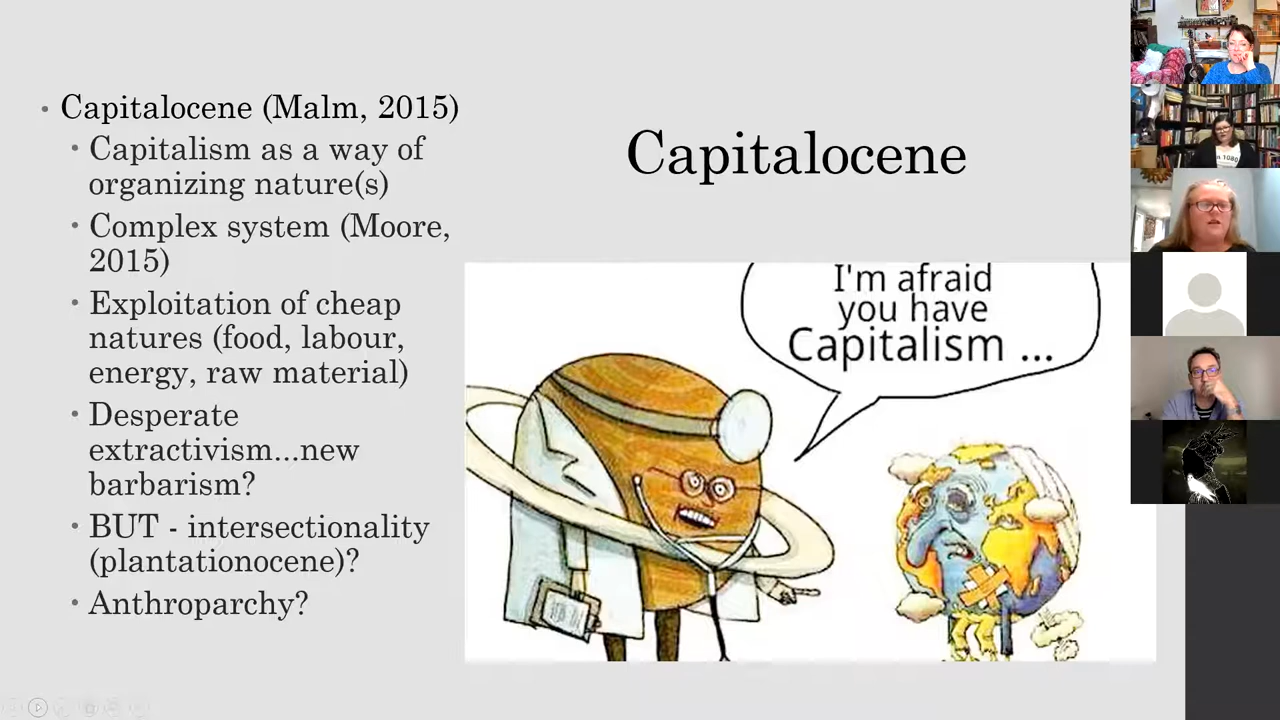 Capitalocene (Malm, 2015)
Capitalism as a way of
organizing nature(s)
Complex system (Moore,
2015)
Exploitation of cheap
natures (food, labour,
energy, raw material)
Desperate
extractivism...new
barbarism?
BUT - intersectionality
(plantationocene)?
Anthroparchy?
Capitalocene
I'm afraid
you have
Capitalism ...
1080